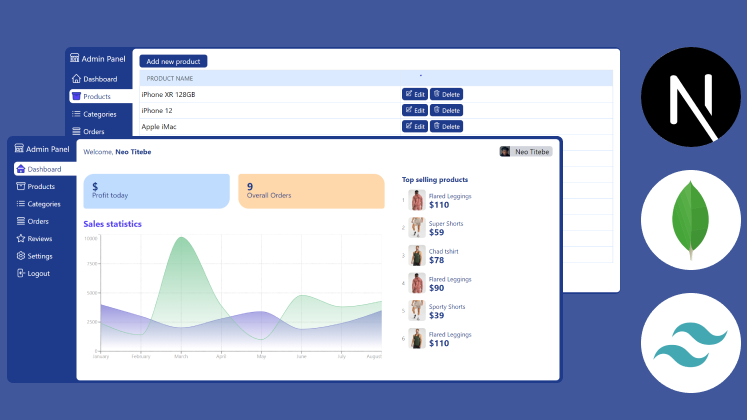 Admin Panel
Dashboard
Products
Categories
Orders
Add new product
PRODUCT NAME
iPhone XR 128GB
Edit
Delete
iPhone 12
Edit
Delete
Apple iMac
Edit
Delete
Admin Panel
Dashboard
Products
Categories
Orders
Reviews
Settings
Logout
Welcome, Neo Titebe
Neo Titebe
$
Profit today
9
Overall Orders
Sales statistics
10000
7500
5000
2500
0
January
February
March
April
May
June
July
August
Top selling products
1
Flared Leggings
$110
2
Super Shorts
$59
3
Chad tshirt
$78
4
Flared Leggings
$90
5
Sporty Shorts
$39
6
Flared Leggings
$110
N